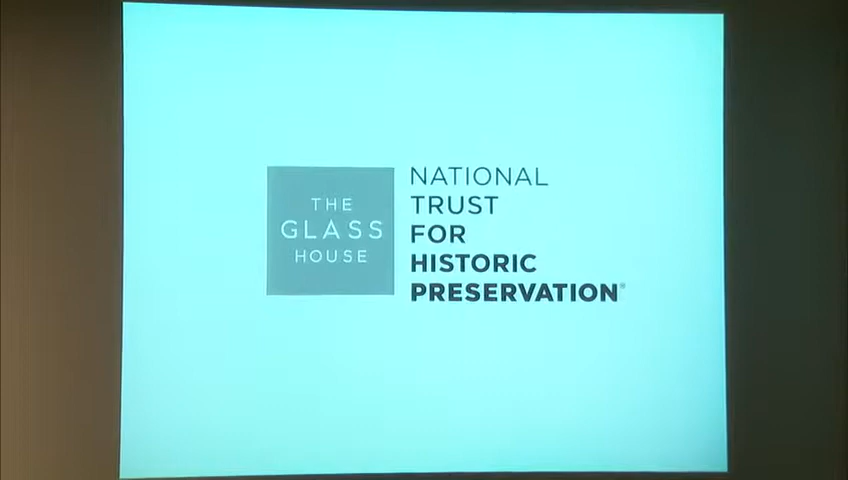 THE
GLASS
HOUSE
NATIONAL
TRUST
FOR
HISTORIC
PRESERVATION®